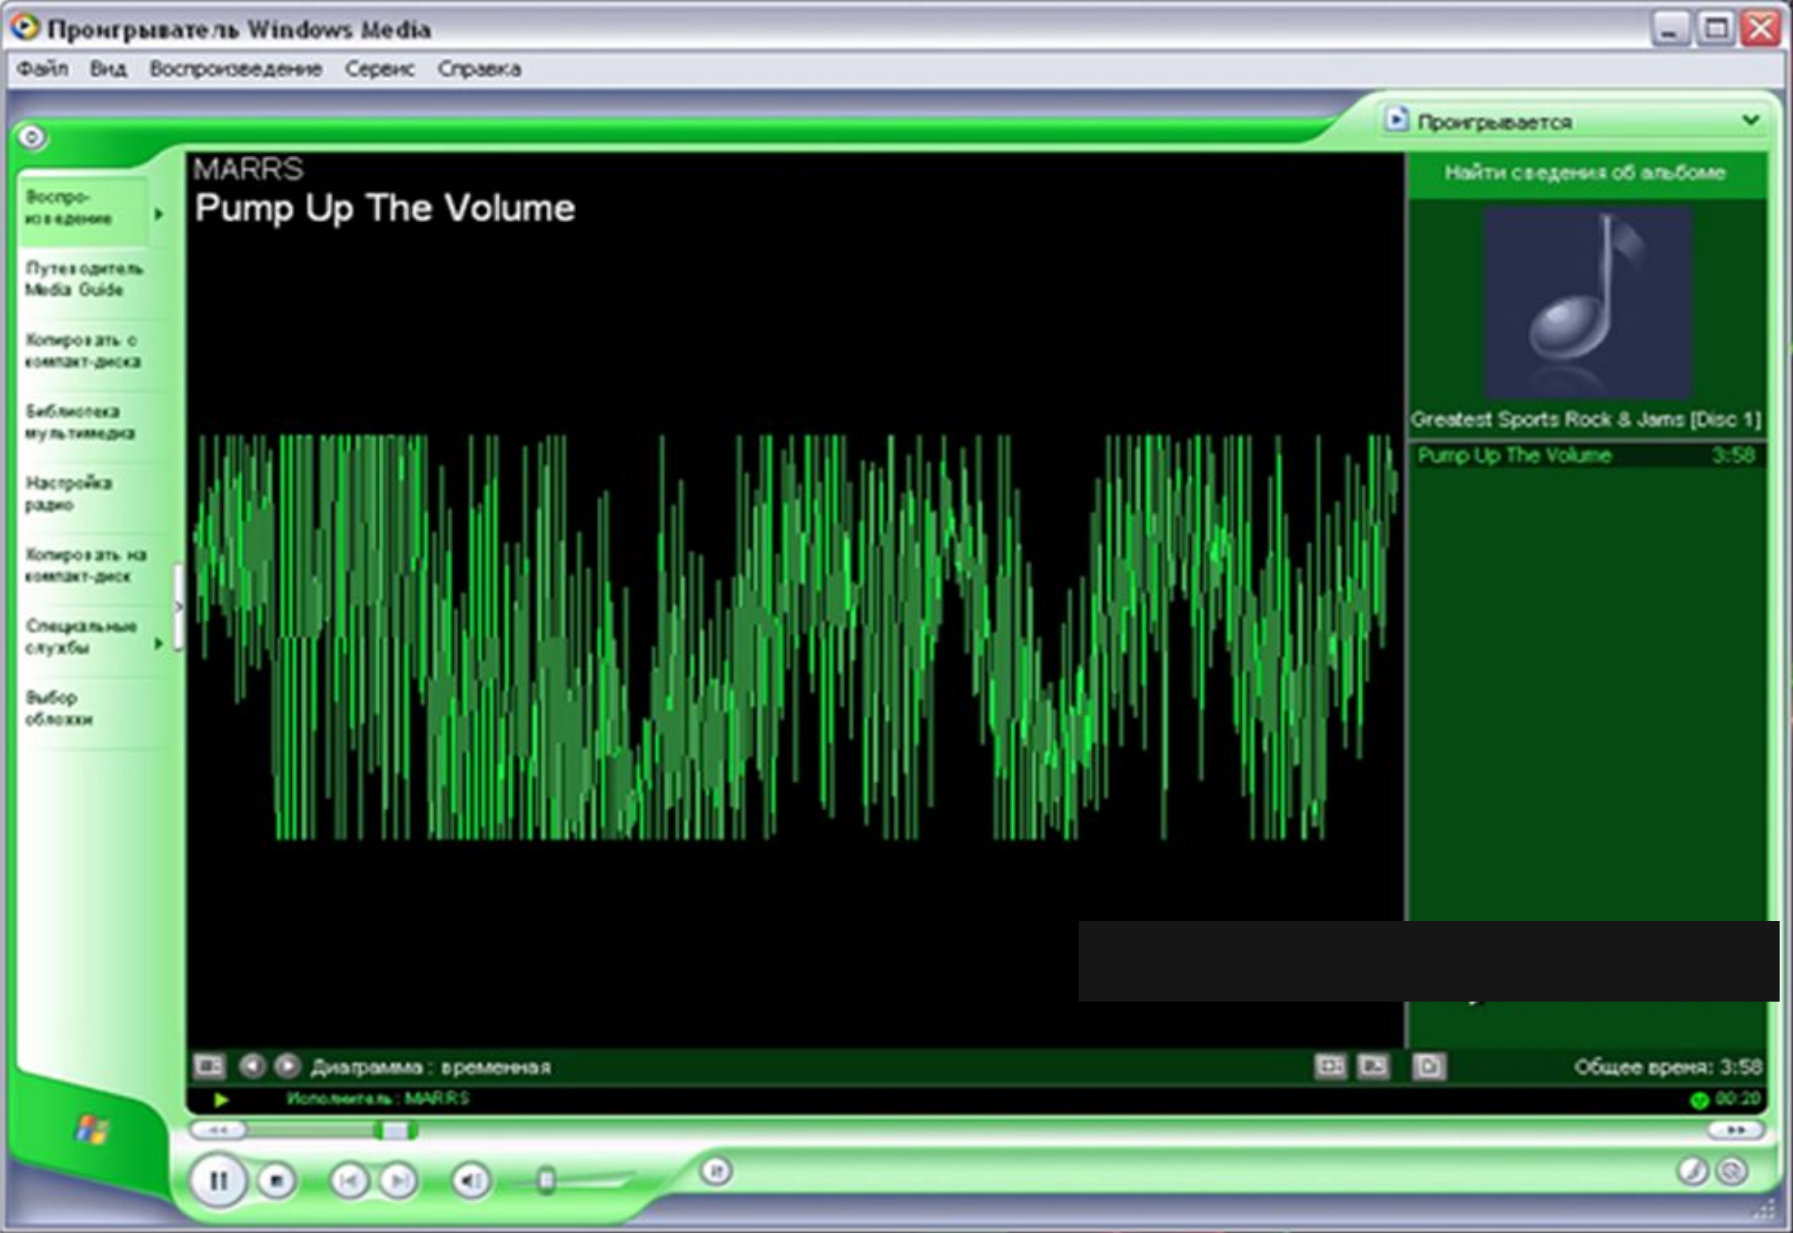 Проигрыватель Windows Media
Файл Вид Воспроизведение Сервис Справка
Проигрывается
Воспро-
изведение
Путеводитель
Media Guide
Копировать с
компакт-диска
Библиотека
мультимедиа
Настройка
радио
Копировать на
компакт-диск
Специальные
службы
Выбор
обложки
MARRS
Pump Up The Volume
Найти сведения об альбоме
Greatest Sports Rock & Jams [Disc 1]
Pump Up The Volume 3:58
Диаграмма : временная
Общее время: 3:58
Исполнитель : MARRS
00:20